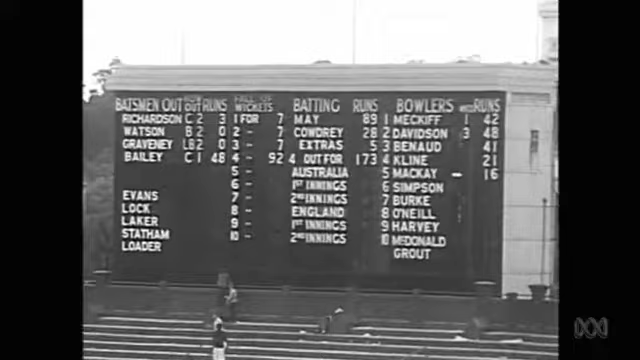 BATSMEN OUT HOW OUT RUNS FALL OF WICKETS BATTING RUNS BOWLERS WKTS RUNS
RICHARDSON C 2 3 1 FOR 7 MAY 89 1 MECKIFF 1 42
WATSON B 2 0 2 - 7 COWDREY 28 2 DAVIDSON 3 48
GRAVENEY LB 2 0 3 - 7 EXTRAS 5 3 BENAUD 41
BAILEY C 1 48 4 - 92 4 OUT FOR 173 4 KLINE 21
5 - AUSTRALIA 5 MACKAY - 16
6 - 1ST INNINGS 6 SIMPSON
EVANS 7 - 2ND INNINGS 7 BURKE
LOCK 8 - ENGLAND 8 O'NEILL
LAKER 9 - 1ST INNINGS 9 HARVEY
STATHAM 10 - 2ND INNINGS 10 McDONALD
LOADER GROUT